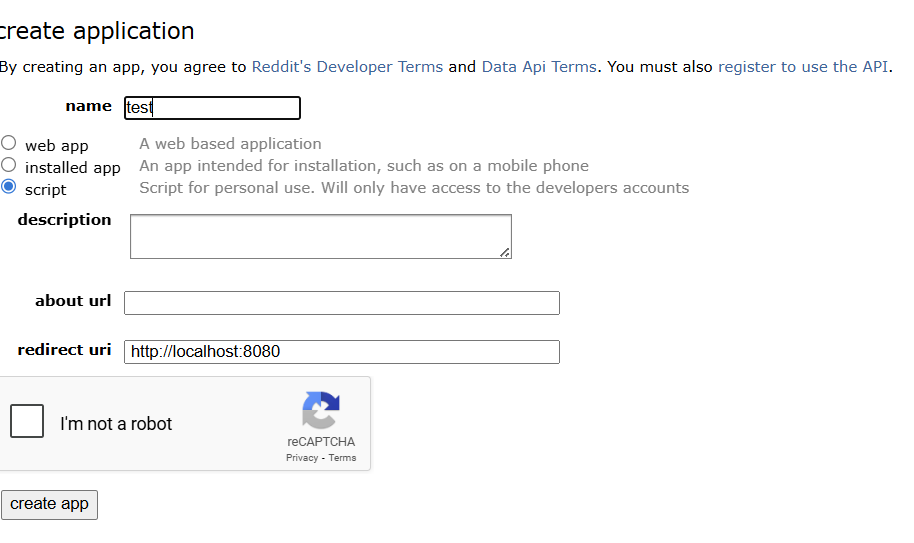 create application
By creating an app, you agree to Reddit's Developer Terms and Data Api Terms. You must also register to use the API.
name test
web app A web based application
installed app An app intended for installation, such as on a mobile phone
script Script for personal use. Will only have access to the developers accounts
description
about url
redirect uri http://localhost:8080
I'm not a robot
reCAPTCHA
Privacy - Terms
create app